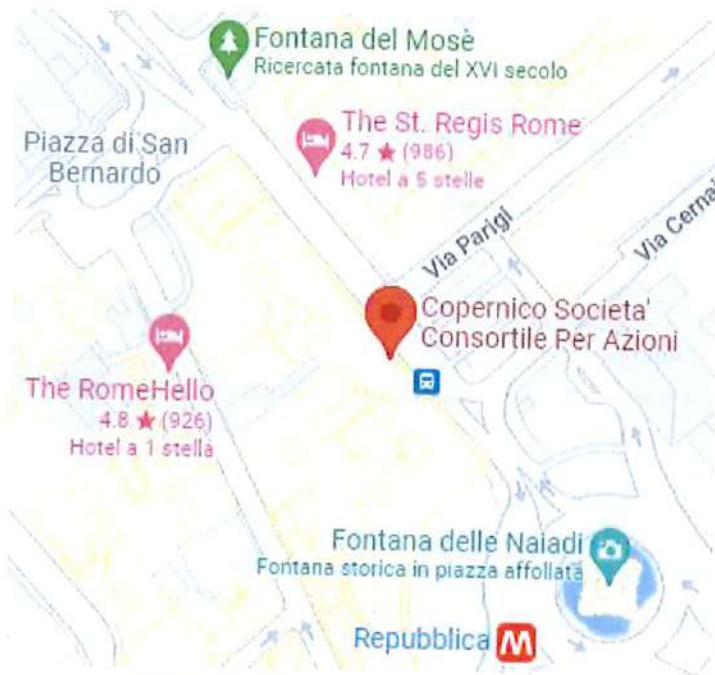 Fontana del Mosè
Ricercata fontana del XVI secolo
The St. Regis Rome
4.7 ★ (986)
Hotel a 5 stelle
Piazza di San
Bernardo
Via Parigi
Via Cernai
Copernico Societa'
Consortile Per Azioni
The RomeHello
4.8 ★ (926)
Hotel a 1 stella
Fontana delle Naiadi
Fontana storica in piazza affollata
Repubblica M